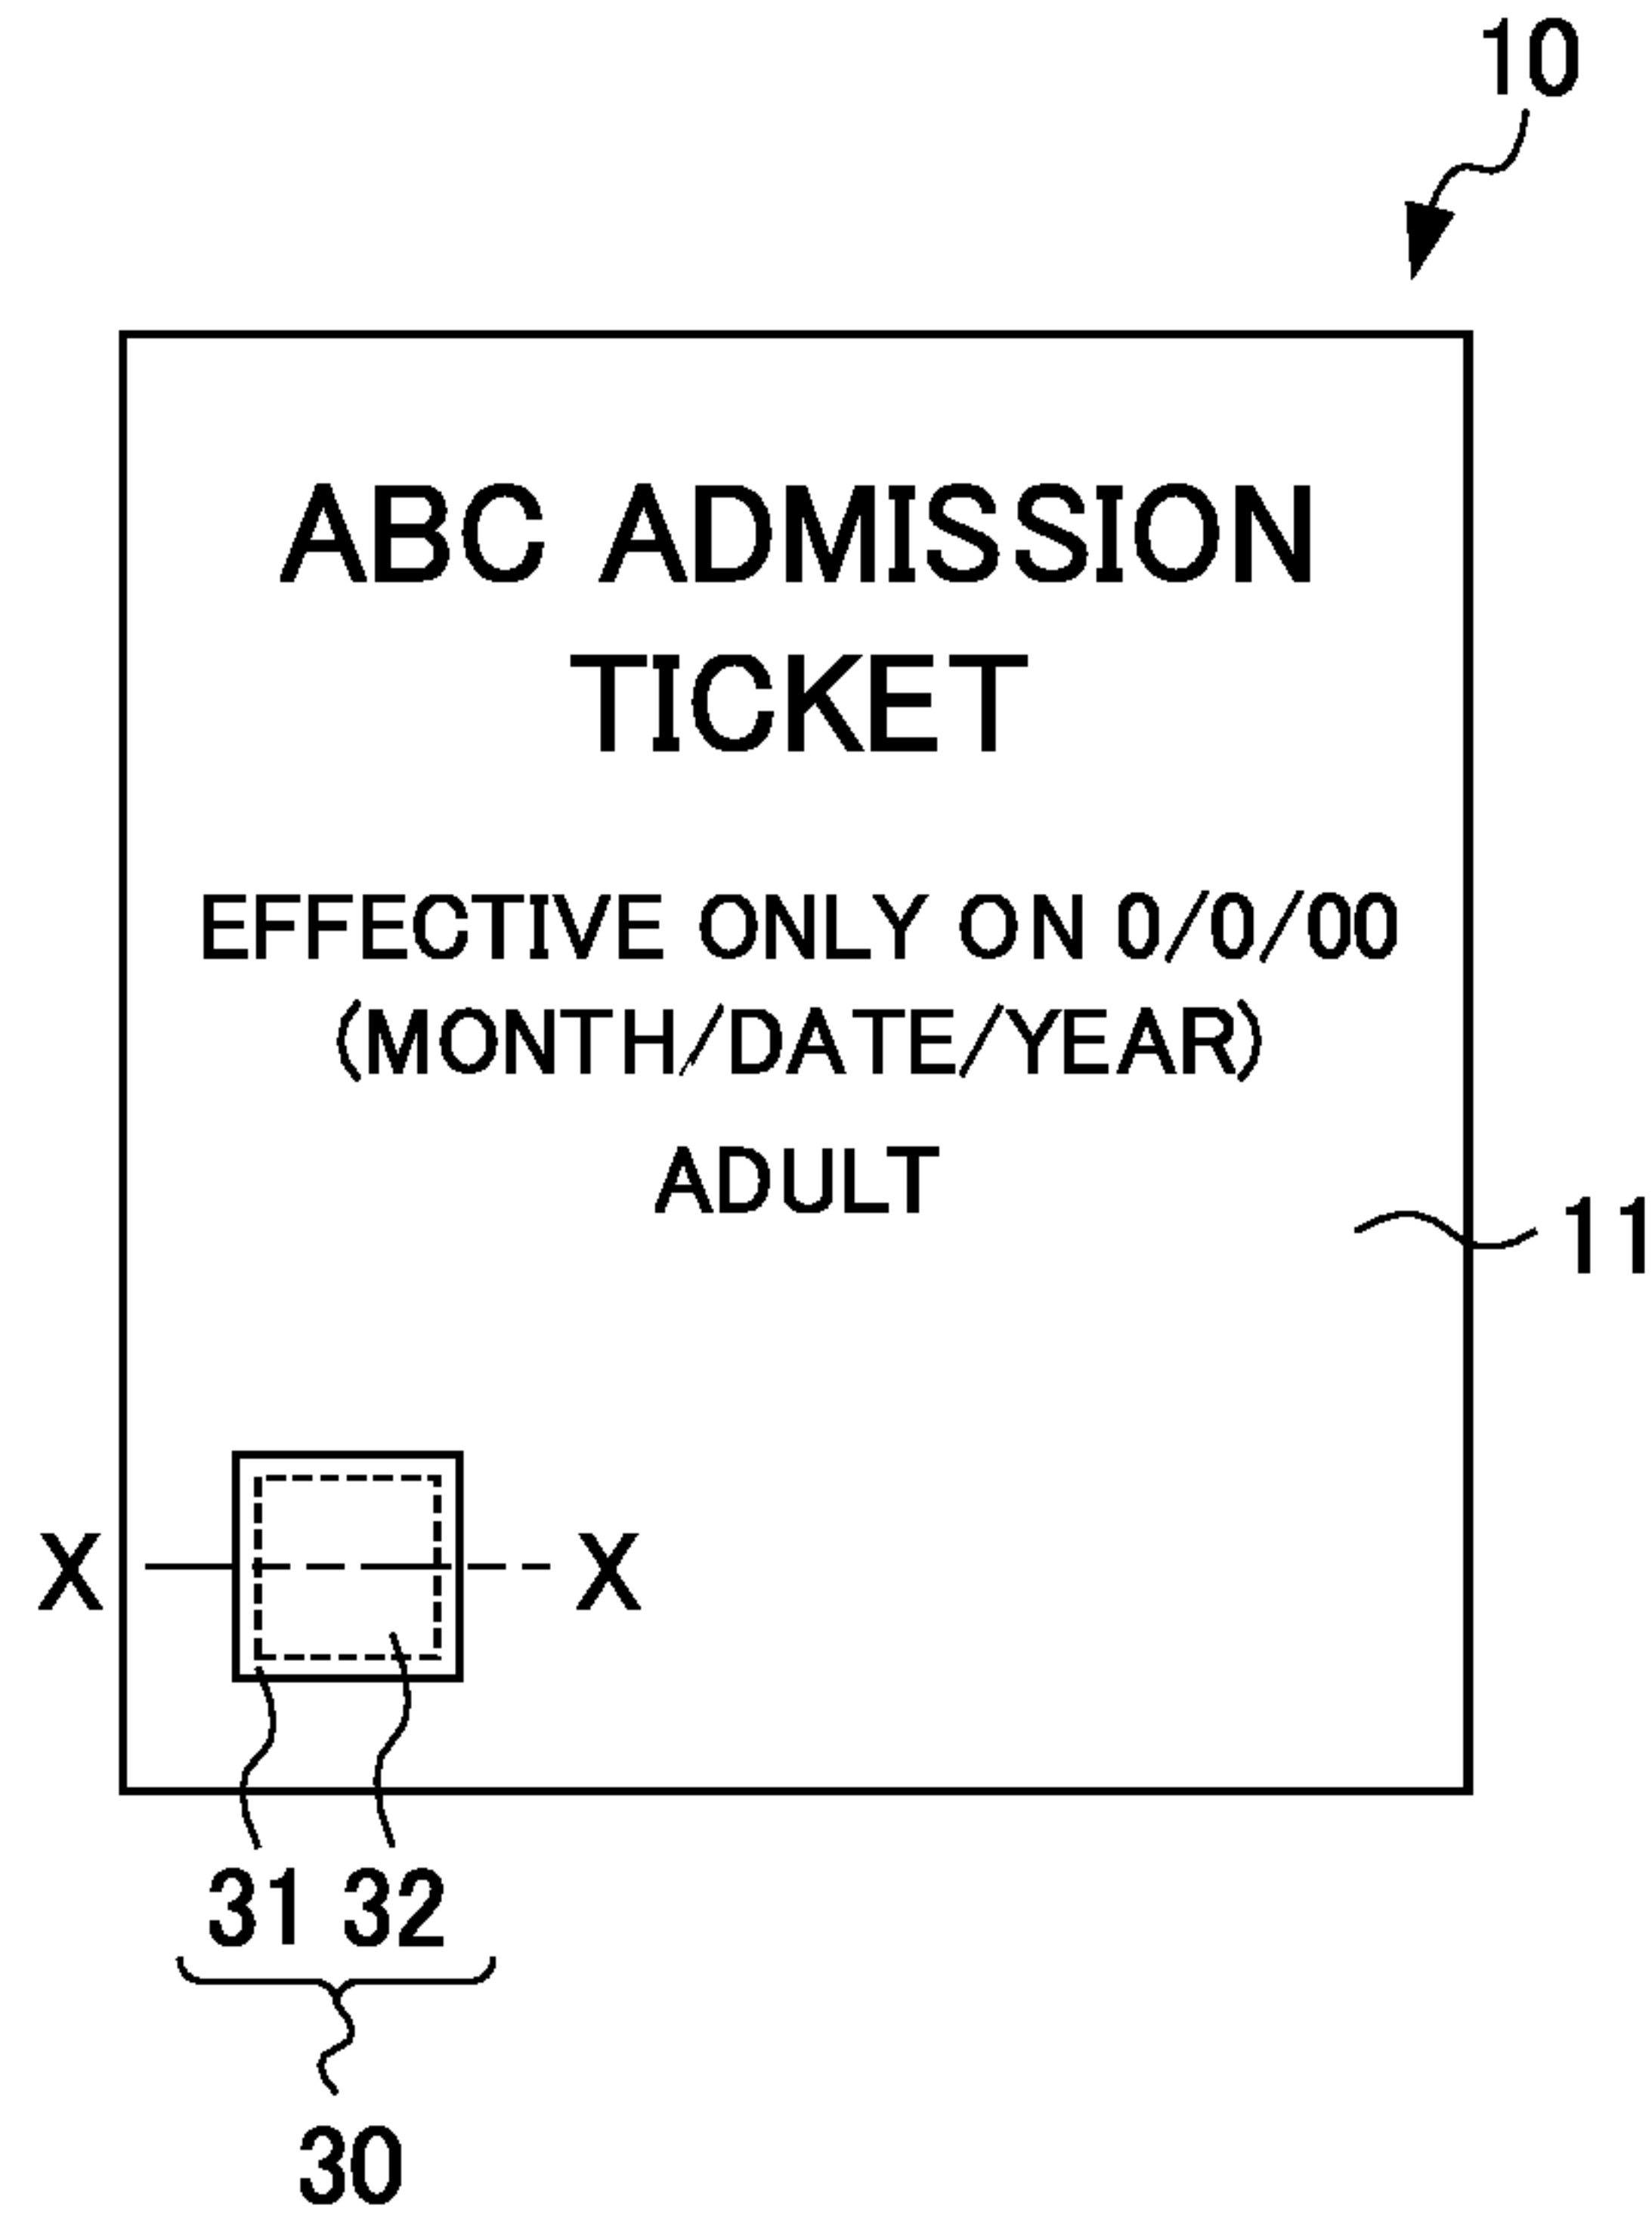 10
ABC ADMISSION
TICKET
EFFECTIVE ONLY ON 0/0/00
(MONTH/DATE/YEAR)
ADULT
11
X X
31 32
30